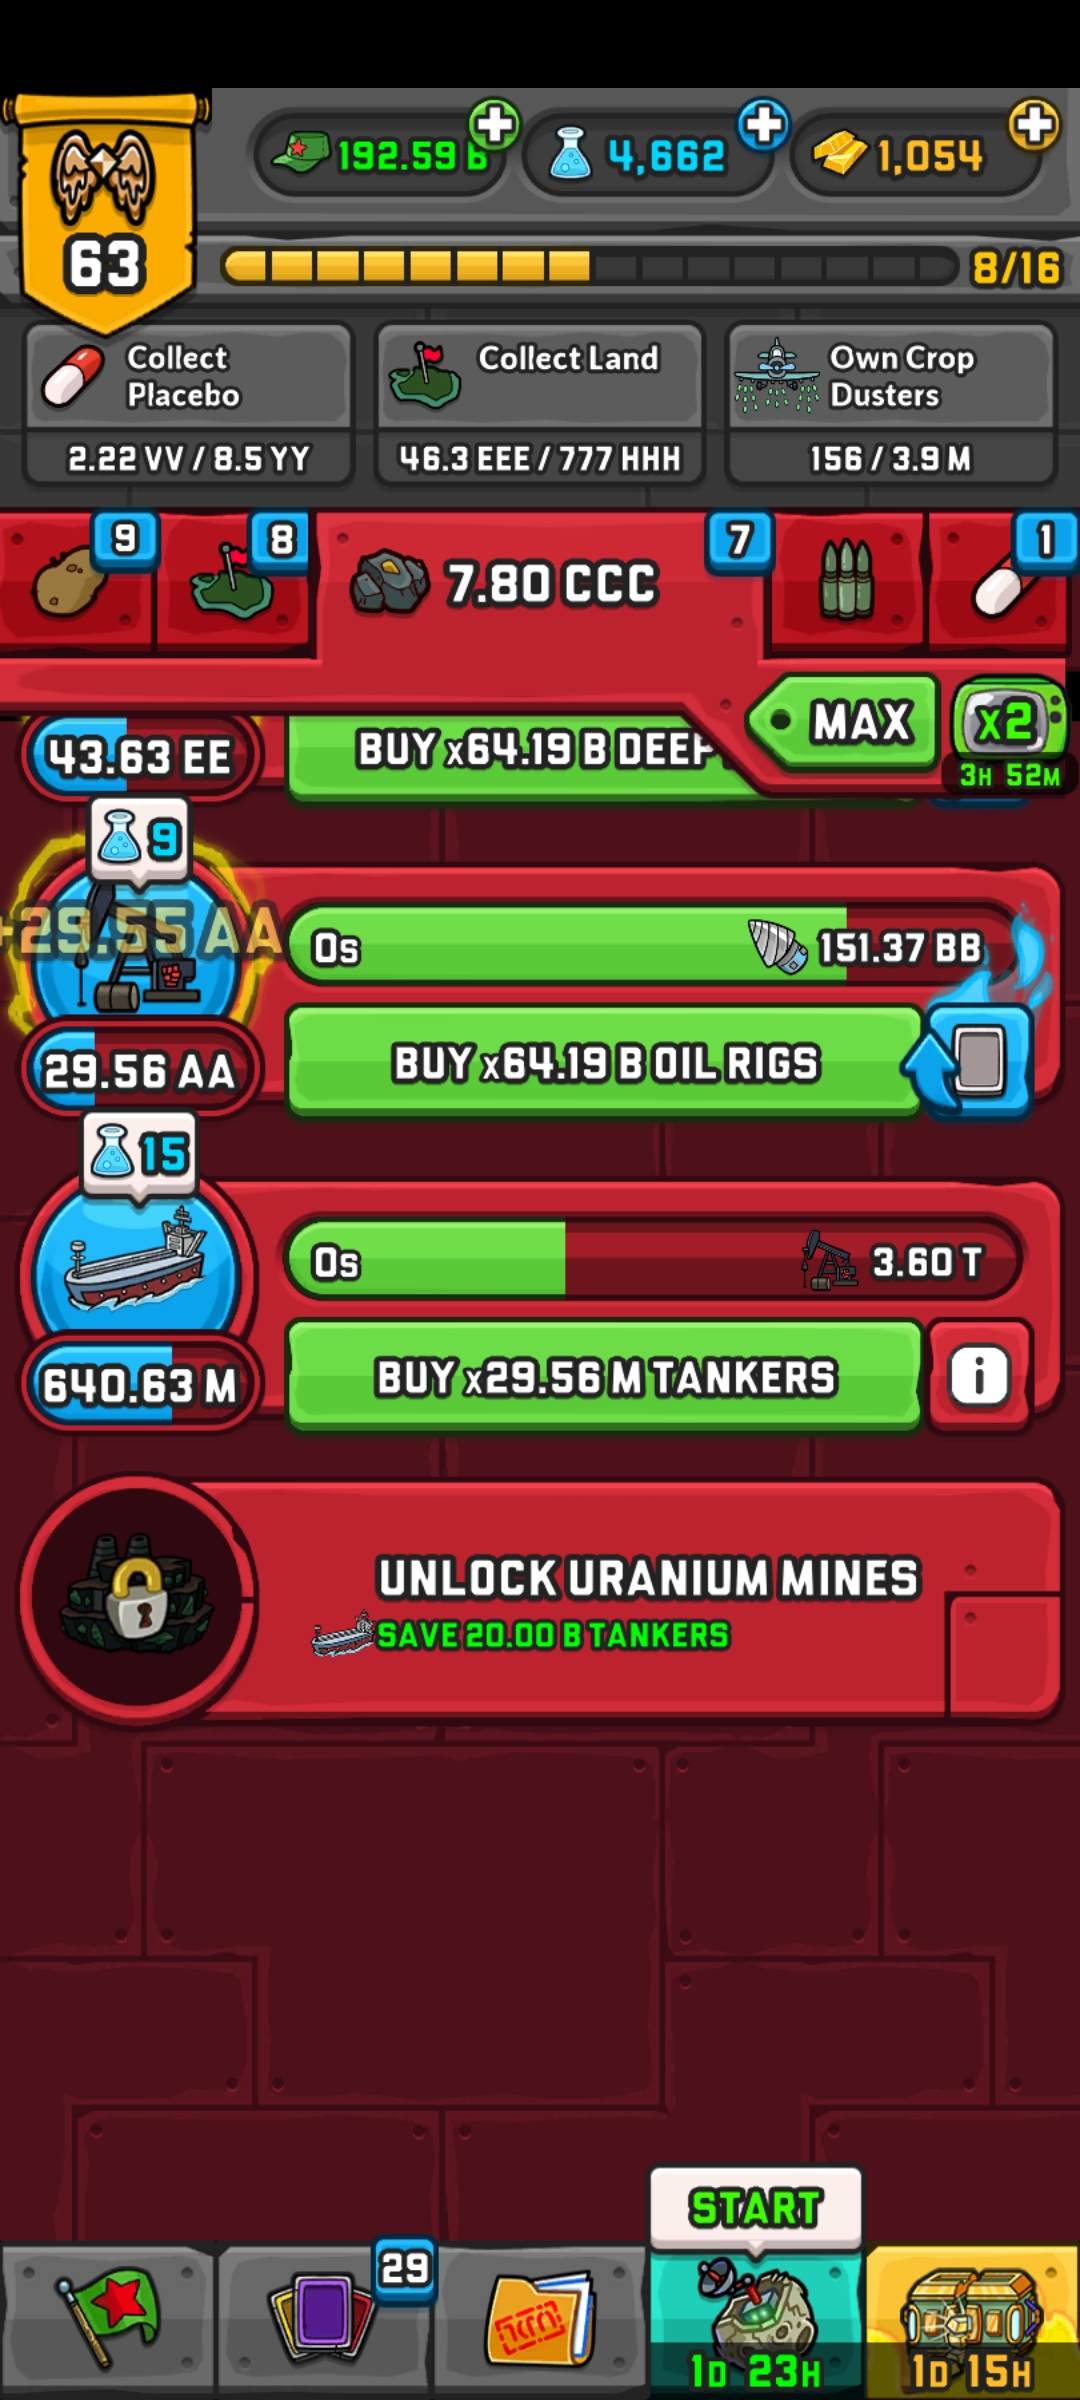 192.59 B
4,662
1,054
63
8/16
Collect
Placebo
2.22 VV / 8.5 YY
Collect Land
46.3 EEE / 777 HHH
Own Crop
Dusters
156 / 3.9 M
9
8
7.80 CCC
7
1
MAX
x2
3H 52M
43.63 EE
BUY x64.19 B DEEP
9
+29.55 AA
0s
151.37 BB
29.56 AA
BUY x64.19 B OIL RIGS
15
0s
3.60 T
640.63 M
BUY x29.56 M TANKERS
i
UNLOCK URANIUM MINES
SAVE 20.00 B TANKERS
START
29
1D 23H
1D 15H